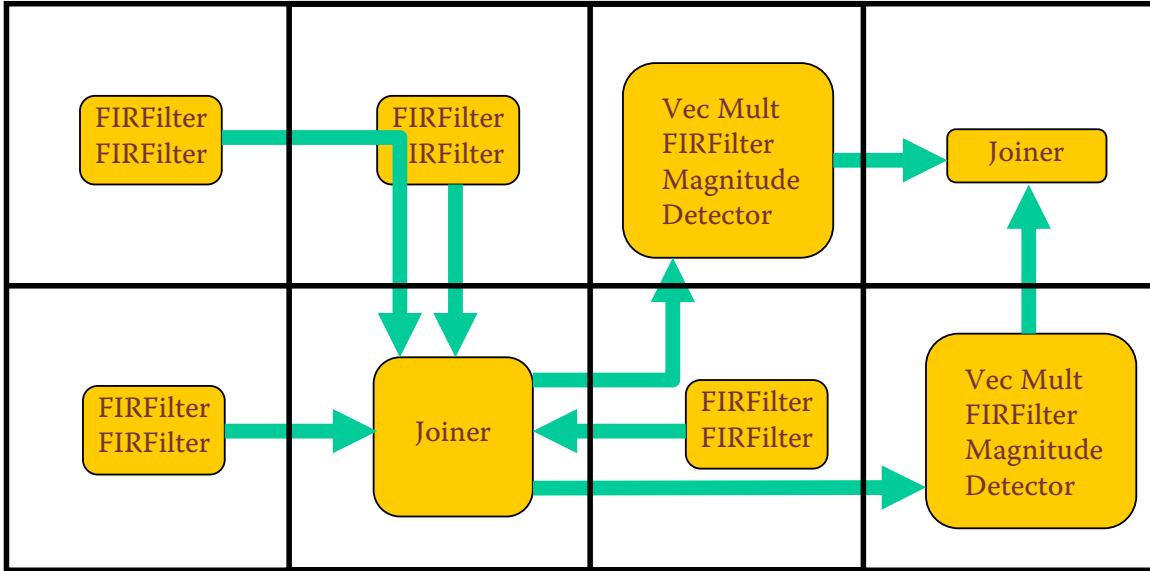 FIRFilter
FIRFilter
FIRFilter
IRFilter
Vec Mult
FIRFilter
Magnitude
Detector
Joiner
FIRFilter
FIRFilter
Joiner
FIRFilter
FIRFilter
Vec Mult
FIRFilter
Magnitude
Detector